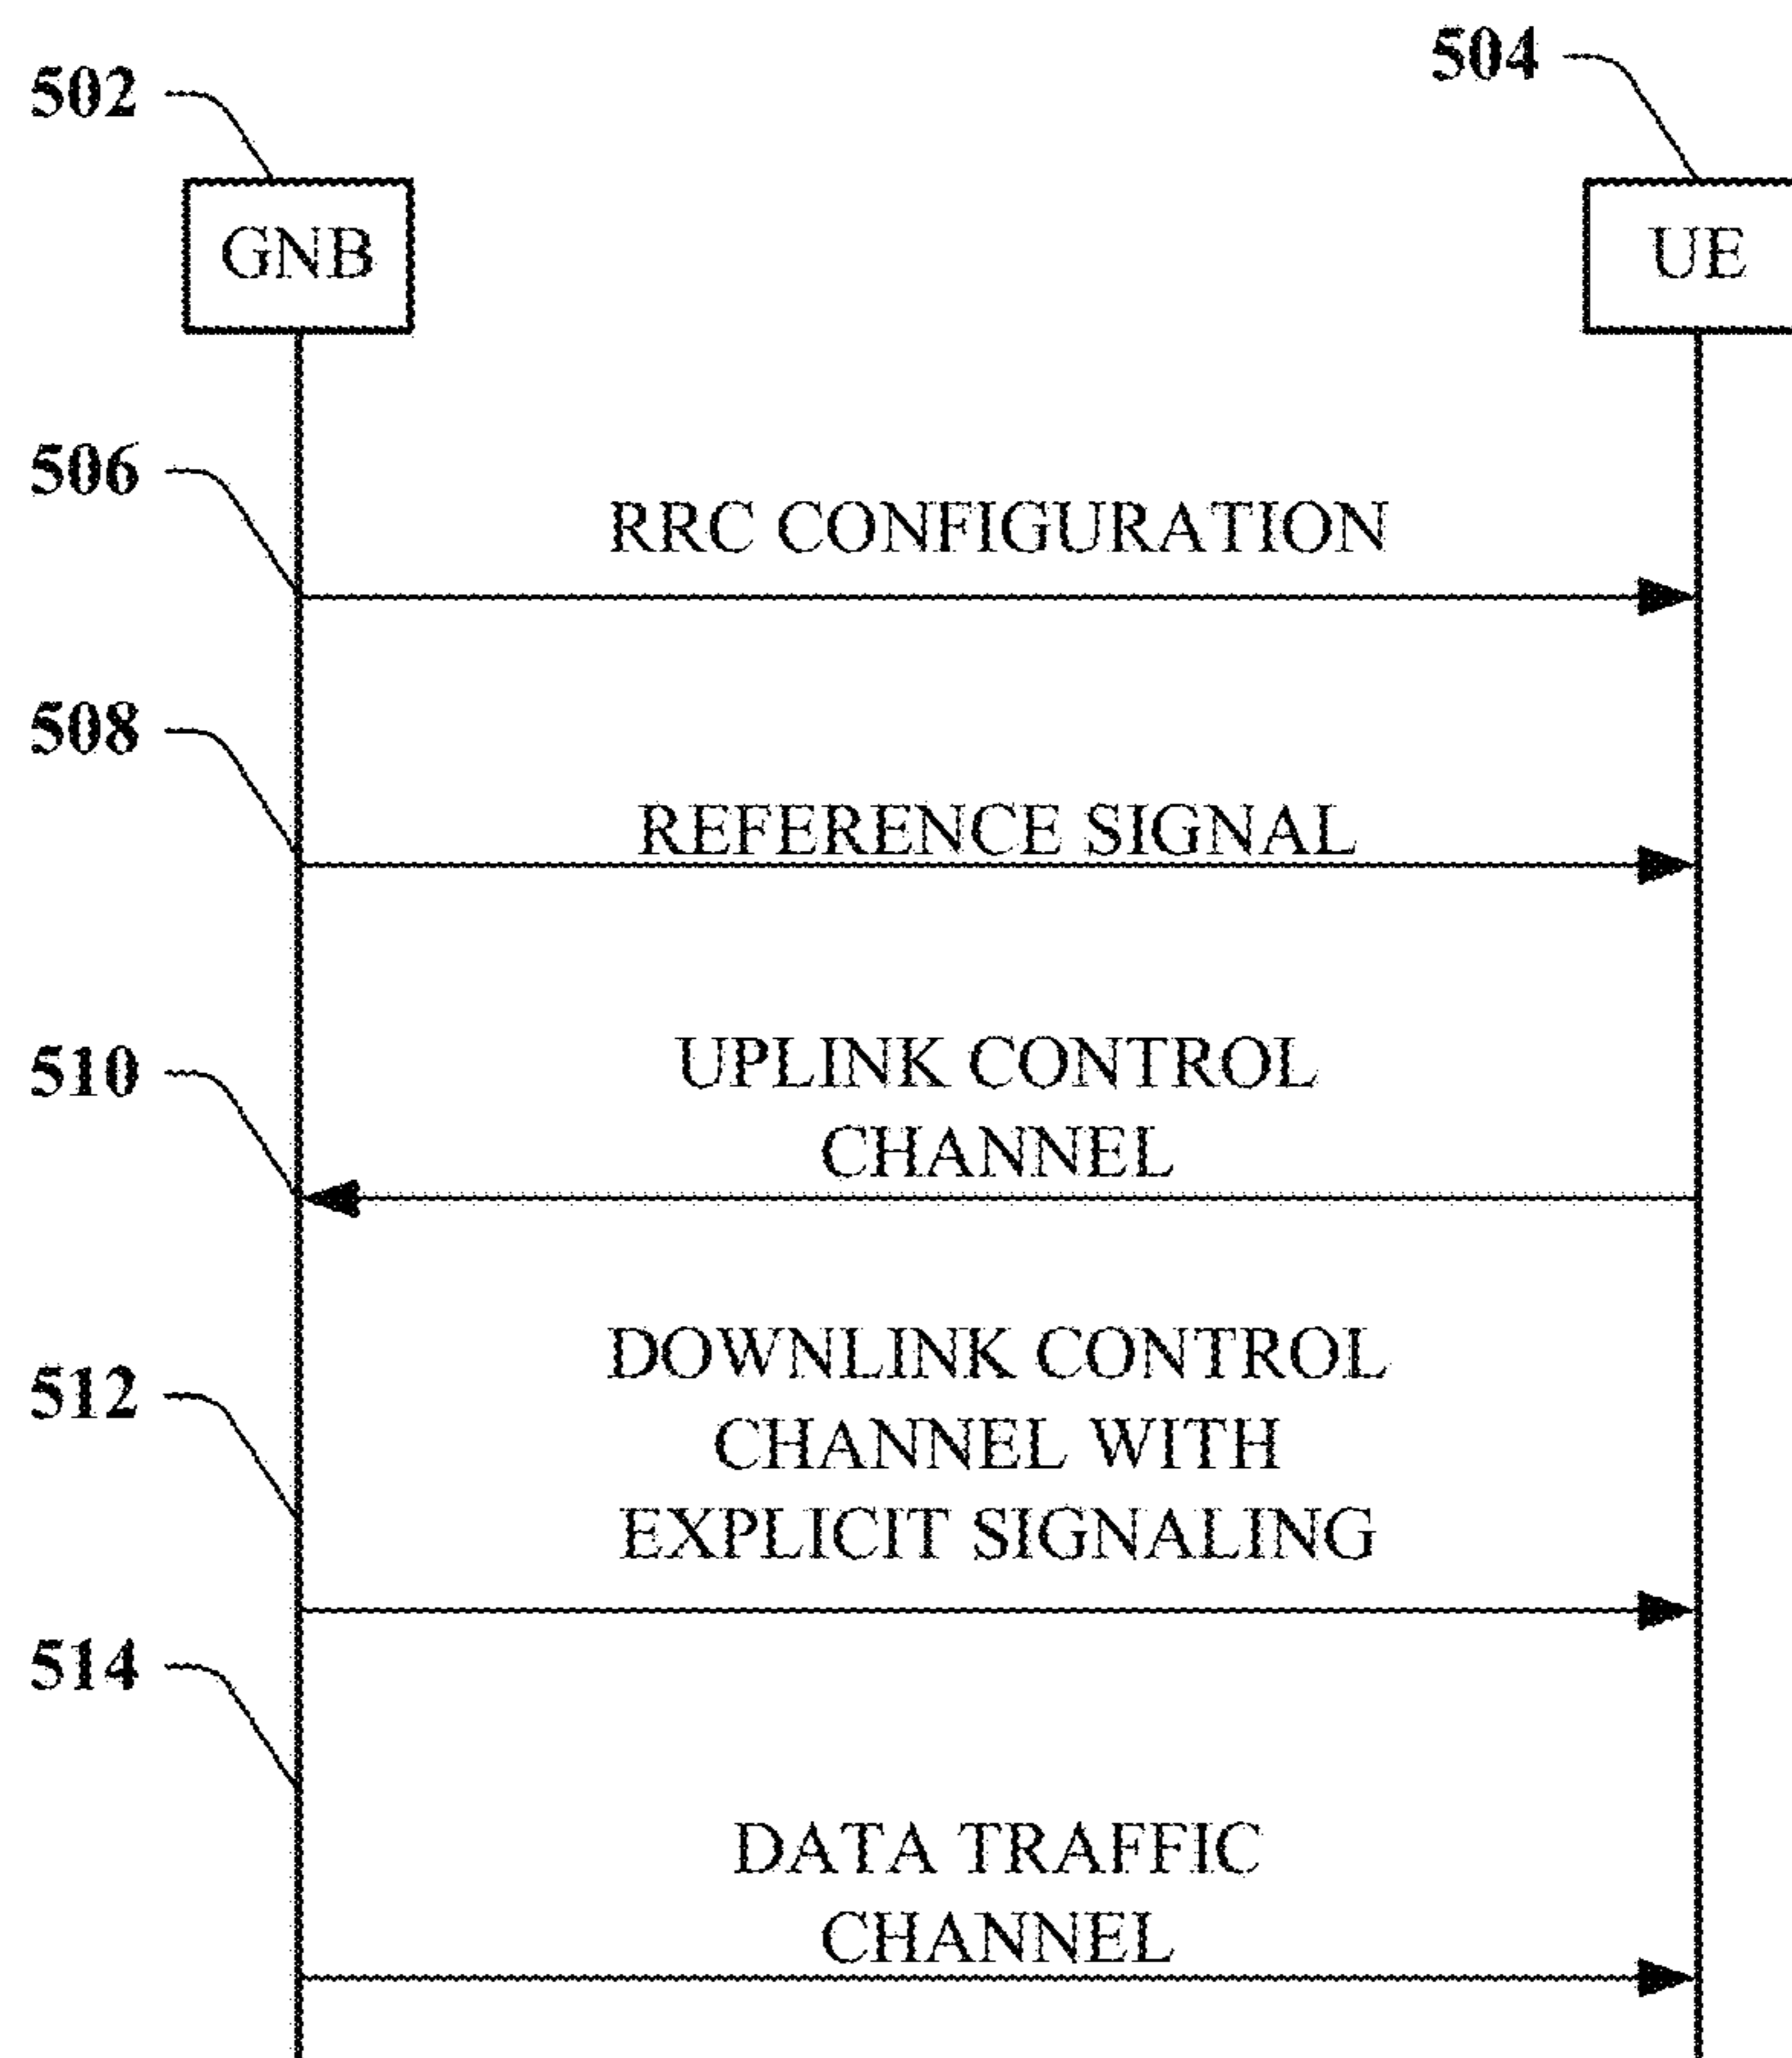 504
502
GNB
UE
506
RRC CONFIGURATION
508
REFERENCE SIGNAL
510
UPLINK CONTROL
CHANNEL
512
DOWNLINK CONTROL
CHANNEL WITH
EXPLICIT SIGNALING
514
DATA TRAFFIC
CHANNEL